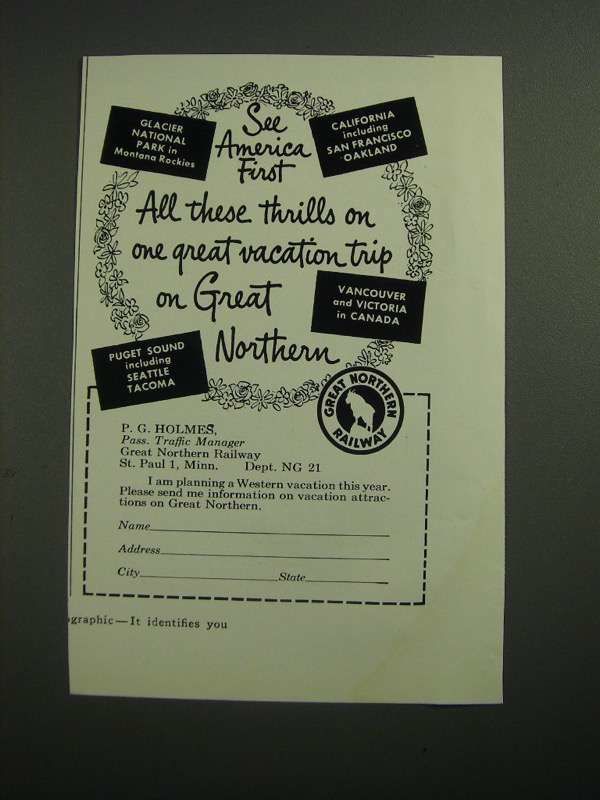 See
America
First
GLACIER
NATIONAL
PARK in
Montana Rockies
CALIFORNIA
including
SAN FRANCISCO
OAKLAND
All these thrills on
one great vacation trip
on Great
Northern
VANCOUVER
and VICTORIA
in CANADA
PUGET SOUND
including
SEATTLE
TACOMA
GREAT NORTHERN
RAILWAY
P. G. HOLMES,
Pass. Traffic Manager
Great Northern Railway
St. Paul 1, Minn. Dept. NG 21
I am planning a Western vacation this year.
Please send me information on vacation attrac-
tions on Great Northern.
Name
Address
City State
graphic—It identifies you